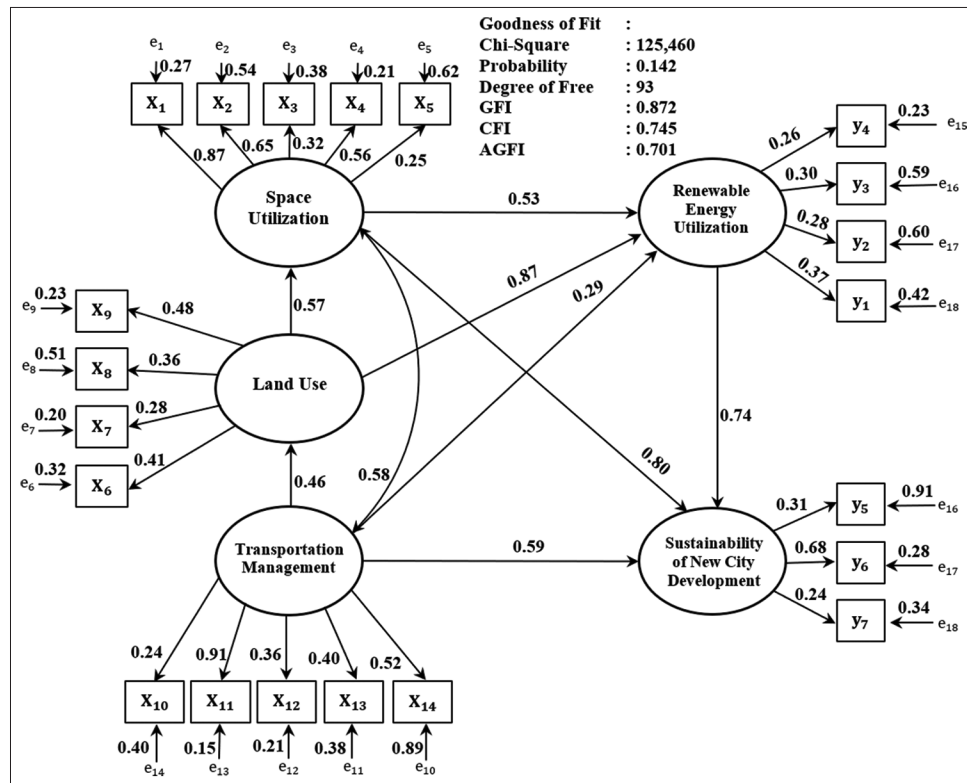 Goodness of Fit :
Chi-Square : 125,460
Probability : 0.142
Degree of Free : 93
GFI : 0.872
CFI : 0.745
AGFI : 0.701
e1 e2 e3 e4 e5
0.27 0.54 0.38 0.21 0.62
X1 X2 X3 X4 X5
0.87 0.65 0.32 0.56 0.25
Space
Utilization
0.53
Renewable
Energy
Utilization
0.26 y4 0.23 e15
0.30 y3 0.59 e16
0.28 y2 0.60 e17
0.37 y1 0.42 e18
0.57
0.87
0.29
e9 0.23 X9 0.48
e8 0.51 X8 0.36
e7 0.20 X7 0.28
e6 0.32 X6 0.41
Land Use
0.74
0.46
0.58
0.80
Transportation
Management
0.59
Sustainability
of New City
Development
0.31 y5 0.91 e16
0.68 y6 0.28 e17
0.24 y7 0.34 e18
0.24 0.91 0.36 0.40 0.52
X10 X11 X12 X13 X14
0.40 0.15 0.21 0.38 0.89
e14 e13 e12 e11 e10